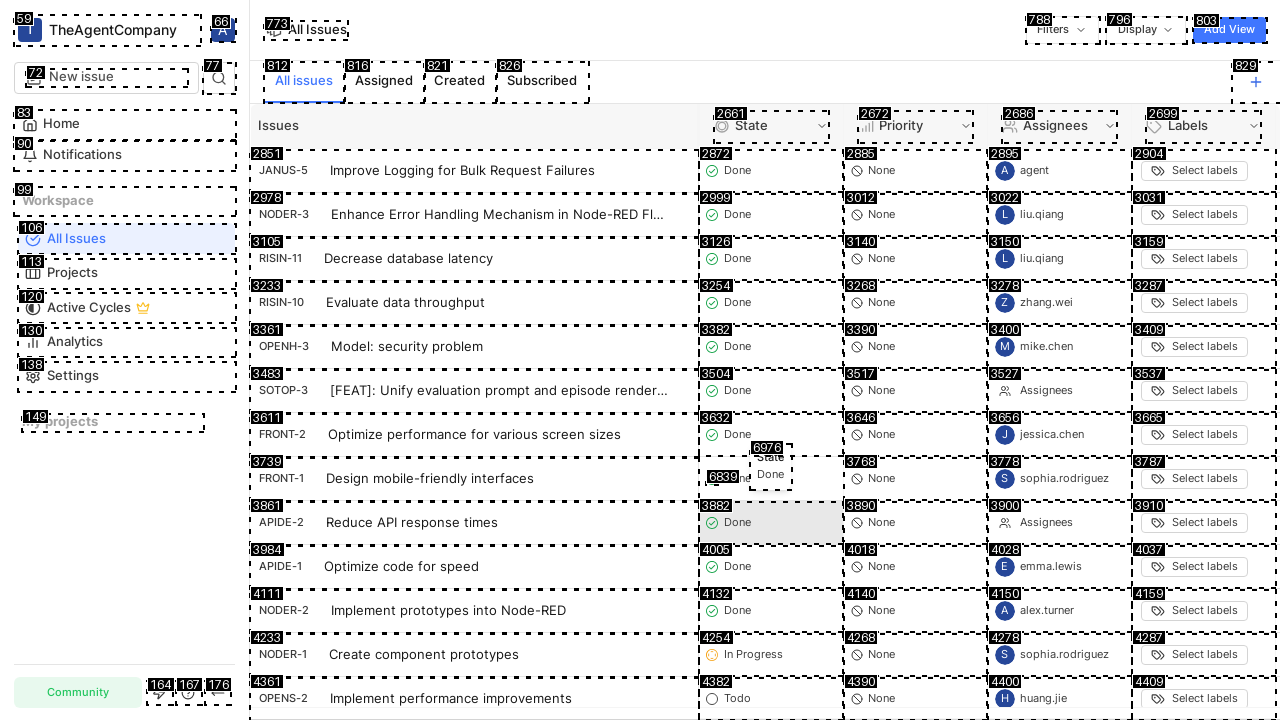 59
T
TheAgentCompany
66
A
72
New issue
77
83
Home
90
Notifications
99
Workspace
106
All Issues
113
Projects
120
Active Cycles
130
Analytics
138
Settings
149
My projects
Community
164
167
176
773
All Issues
788
Filters
796
Display
803
Add View
812
All issues
816
Assigned
821
Created
826
Subscribed
829
Issues
2661
State
2672
Priority
2686
Assignees
2699
Labels
2851 2872 2885 2895 2904
JANUS-5 Improve Logging for Bulk Request Failures Done None A agent Select labels
2978 2999 3012 3022 3031
NODER-3 Enhance Error Handling Mechanism in Node-RED Fl... Done None L liu.qiang Select labels
3105 3126 3140 3150 3159
RISIN-11 Decrease database latency Done None L liu.qiang Select labels
3233 3254 3268 3278 3287
RISIN-10 Evaluate data throughput Done None Z zhang.wei Select labels
3361 3382 3390 3400 3409
OPENH-3 Model: security problem Done None M mike.chen Select labels
3483 3504 3517 3527 3537
SOTOP-3 [FEAT]: Unify evaluation prompt and episode render... Done None Assignees Select labels
3611 3632 3646 3656 3665
FRONT-2 Optimize performance for various screen sizes Done None J jessica.chen Select labels
6976
State
Done
3739 6839 3768 3778 3787
FRONT-1 Design mobile-friendly interfaces None S sophia.rodriguez Select labels
3861 3882 3890 3900 3910
APIDE-2 Reduce API response times Done None Assignees Select labels
3984 4005 4018 4028 4037
APIDE-1 Optimize code for speed Done None E emma.lewis Select labels
4111 4132 4140 4150 4159
NODER-2 Implement prototypes into Node-RED Done None A alex.turner Select labels
4233 4254 4268 4278 4287
NODER-1 Create component prototypes In Progress None S sophia.rodriguez Select labels
4361 4382 4390 4400 4409
OPENS-2 Implement performance improvements Todo None H huang.jie Select labels